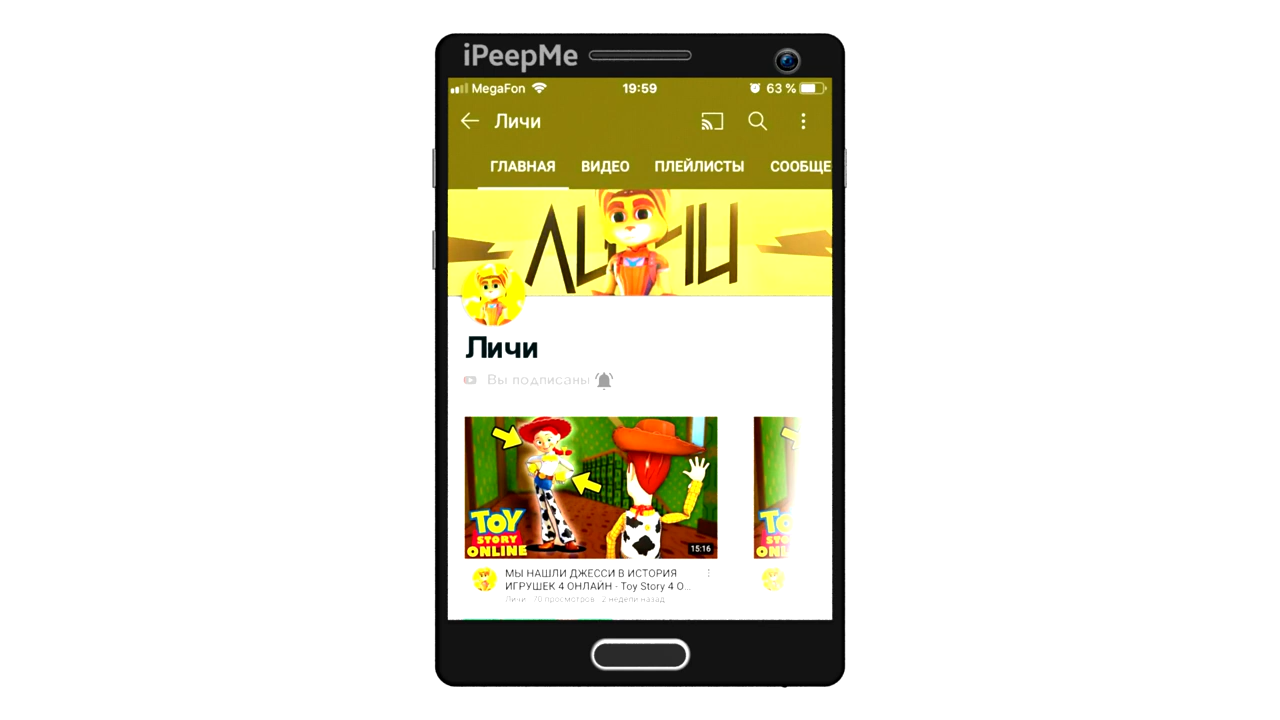 iPeepMe
MegaFon 19:59 63 %
Личи
ГЛАВНАЯ ВИДЕО ПЛЕЙЛИСТЫ СООБЩЕ
Личи
Вы подписаны
TOY
STORY
ONLINE
15:16
МЫ НАШЛИ ДЖЕССИ В ИСТОРИЯ
ИГРУШЕК 4 ОНЛАЙН - Toy Story 4 O...
Личи · 70 просмотров · 2 недели назад